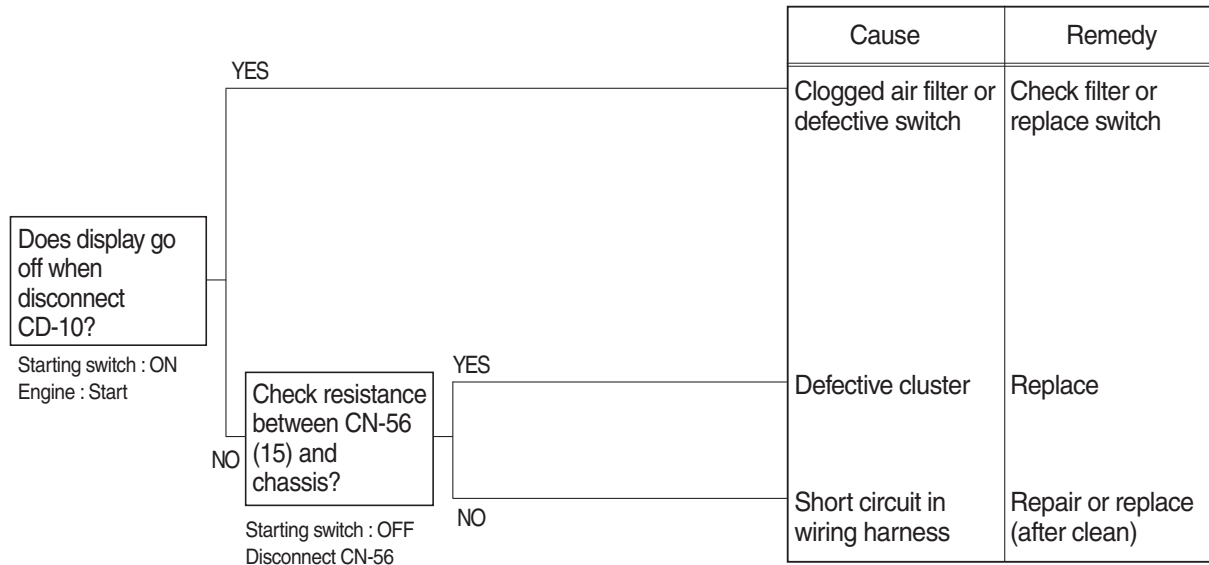 Cause
Remedy
YES
Clogged air filter or
defective switch
Check filter or
replace switch
Does display go
off when
disconnect
CD-10?
Starting switch : ON
Engine : Start
YES
Defective cluster
Replace
Check resistance
between CN-56
(15) and
chassis?
NO
NO
Short circuit in
wiring harness
Repair or replace
(after clean)
Starting switch : OFF
Disconnect CN-56